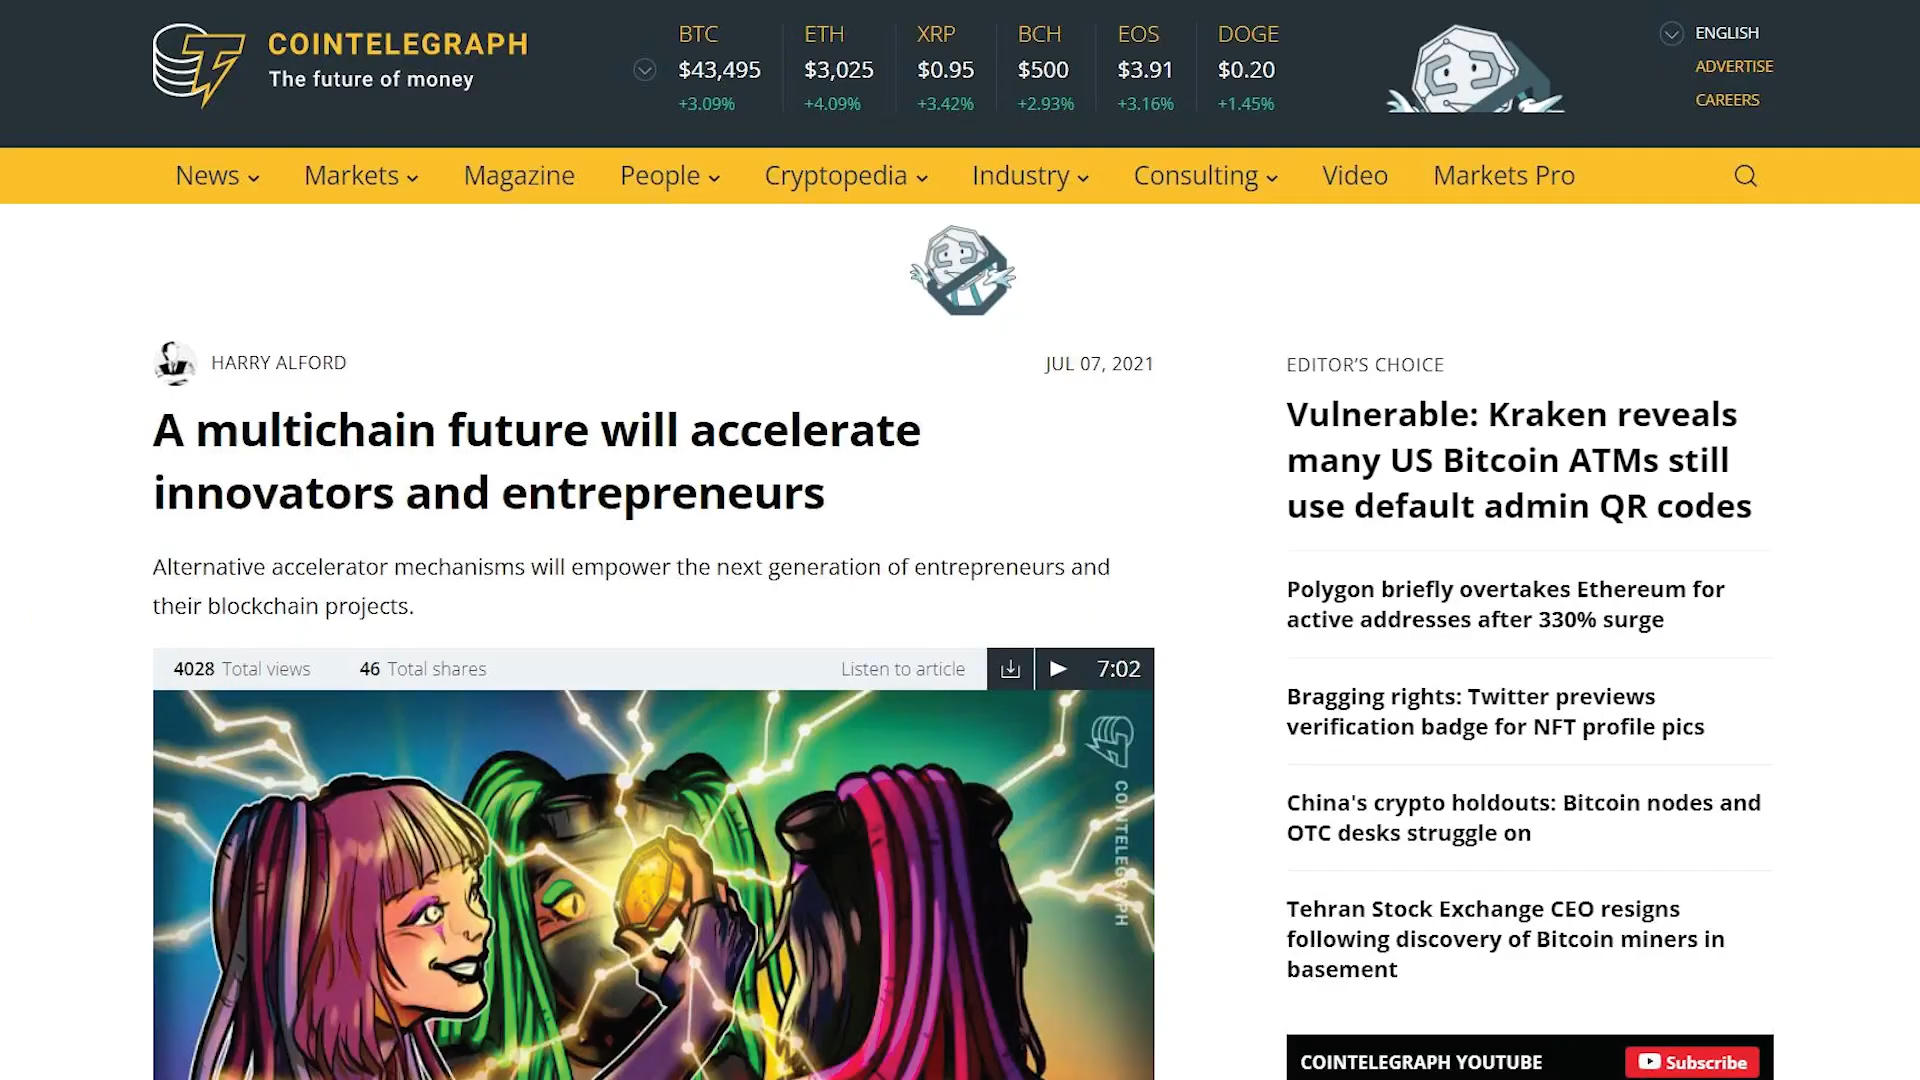 COINTELEGRAPH
The future of money
BTC
$43,495
+3.09%
ETH
$3,025
+4.09%
XRP
$0.95
+3.42%
BCH
$500
+2.93%
EOS
$3.91
+3.16%
DOGE
$0.20
+1.45%
ENGLISH
ADVERTISE
CAREERS
News
Markets
Magazine
People
Cryptopedia
Industry
Consulting
Video
Markets Pro
HARRY ALFORD
JUL 07, 2021
A multichain future will accelerate
innovators and entrepreneurs
Alternative accelerator mechanisms will empower the next generation of entrepreneurs and
their blockchain projects.
4028 Total views
46 Total shares
Listen to article
7:02
COINTELEGRAPH
EDITOR'S CHOICE
Vulnerable: Kraken reveals
many US Bitcoin ATMs still
use default admin QR codes
Polygon briefly overtakes Ethereum for
active addresses after 330% surge
Bragging rights: Twitter previews
verification badge for NFT profile pics
China's crypto holdouts: Bitcoin nodes and
OTC desks struggle on
Tehran Stock Exchange CEO resigns
following discovery of Bitcoin miners in
basement
COINTELEGRAPH YOUTUBE
Subscribe